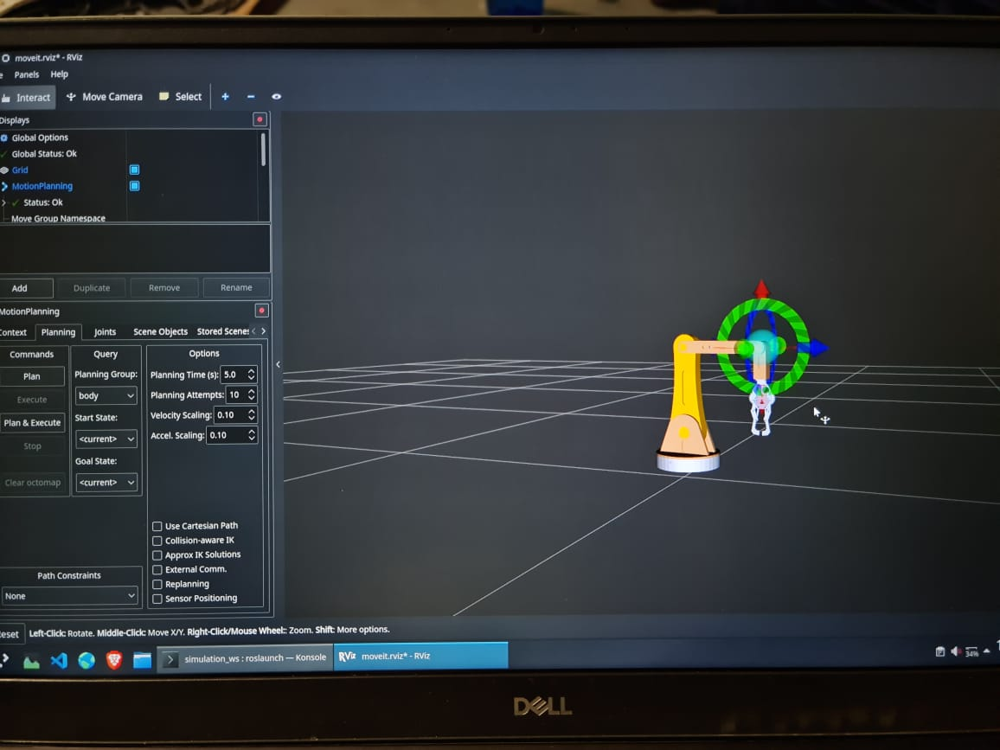 moveit.rviz* - RViz
Panels Help
Interact Move Camera Select
Displays
Global Options
Global Status: Ok
Grid
MotionPlanning
Status: Ok
Move Group Namespace
Add Duplicate Remove Rename
MotionPlanning
Context Planning Joints Scene Objects Stored Scenes
Commands Query Options
Plan Planning Group: Planning Time (s): 5.0
Execute body Planning Attempts: 10
Plan & Execute Start State: Velocity Scaling: 0.10
Stop <current> Accel. Scaling: 0.10
Goal State:
Clear octomap <current>
Use Cartesian Path
Collision-aware IK
Approx IK Solutions
External Comm.
Replanning
Sensor Positioning
Path Constraints
None
Reset Left-Click: Rotate. Middle-Click: Move X/Y. Right-Click/Mouse Wheel:: Zoom. Shift: More options.
simulation_ws : roslaunch — Konsole RViz moveit.rviz* - RViz
34%
DELL